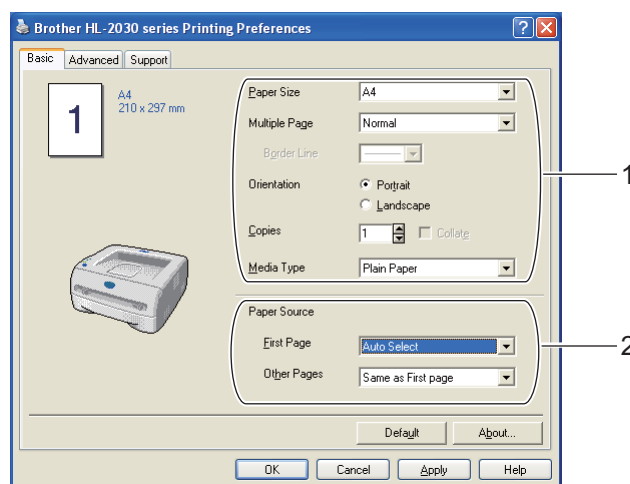 Brother HL-2030 series Printing Preferences
Basic Advanced Support
1
A4
210 x 297 mm
Paper Size A4
Multiple Page Normal
Border Line
Orientation Portrait
Landscape
Copies 1 Collate
Media Type Plain Paper
1
Paper Source
First Page Auto Select
Other Pages Same as First page
2
Default About...
OK Cancel Apply Help